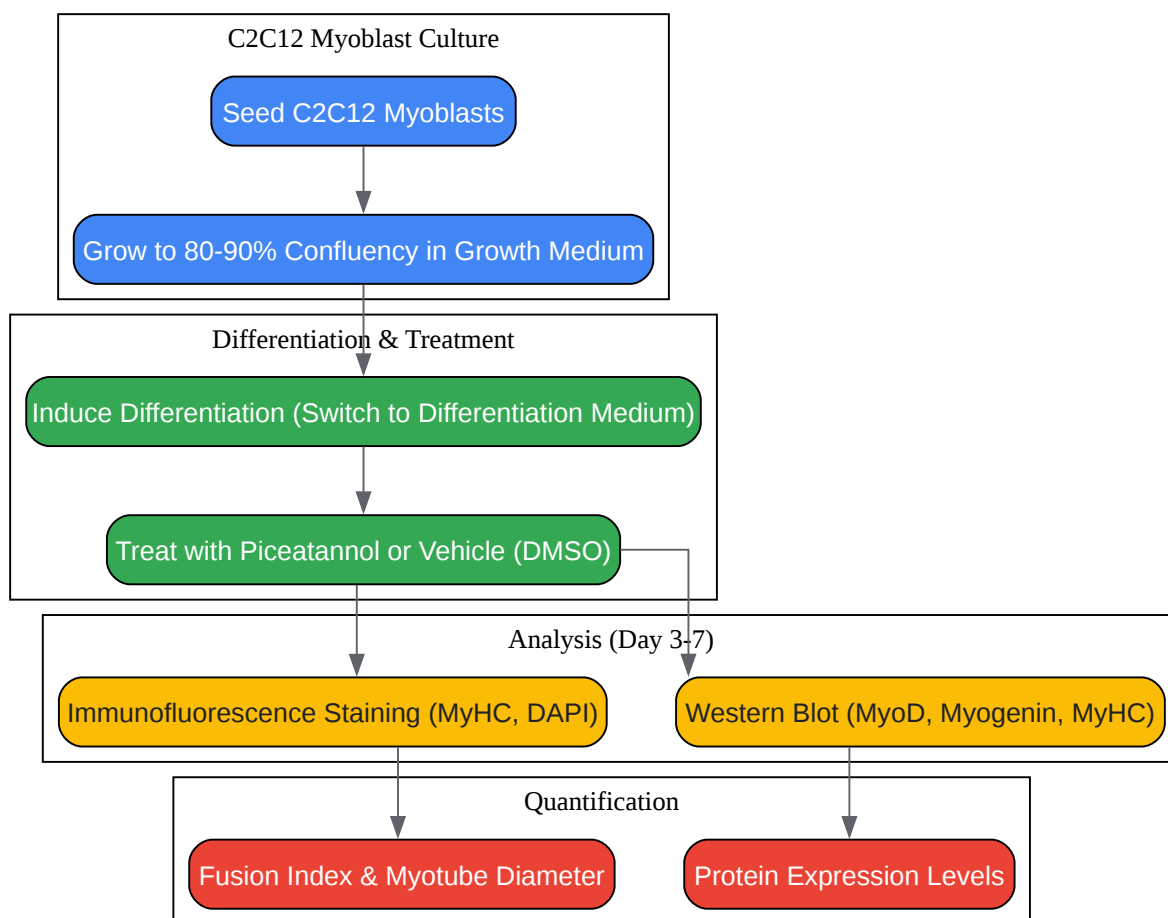 C2C12 Myoblast Culture
Seed C2C12 Myoblasts
Grow to 80-90% Confluency in Growth Medium
Differentiation & Treatment
Induce Differentiation (Switch to Differentiation Medium)
Treat with Piceatannol or Vehicle (DMSO)
Analysis (Day 3-7)
Immunofluorescence Staining (MyHC, DAPI)
Western Blot (MyoD, Myogenin, MyHC)
Quantification
Fusion Index & Myotube Diameter
Protein Expression Levels